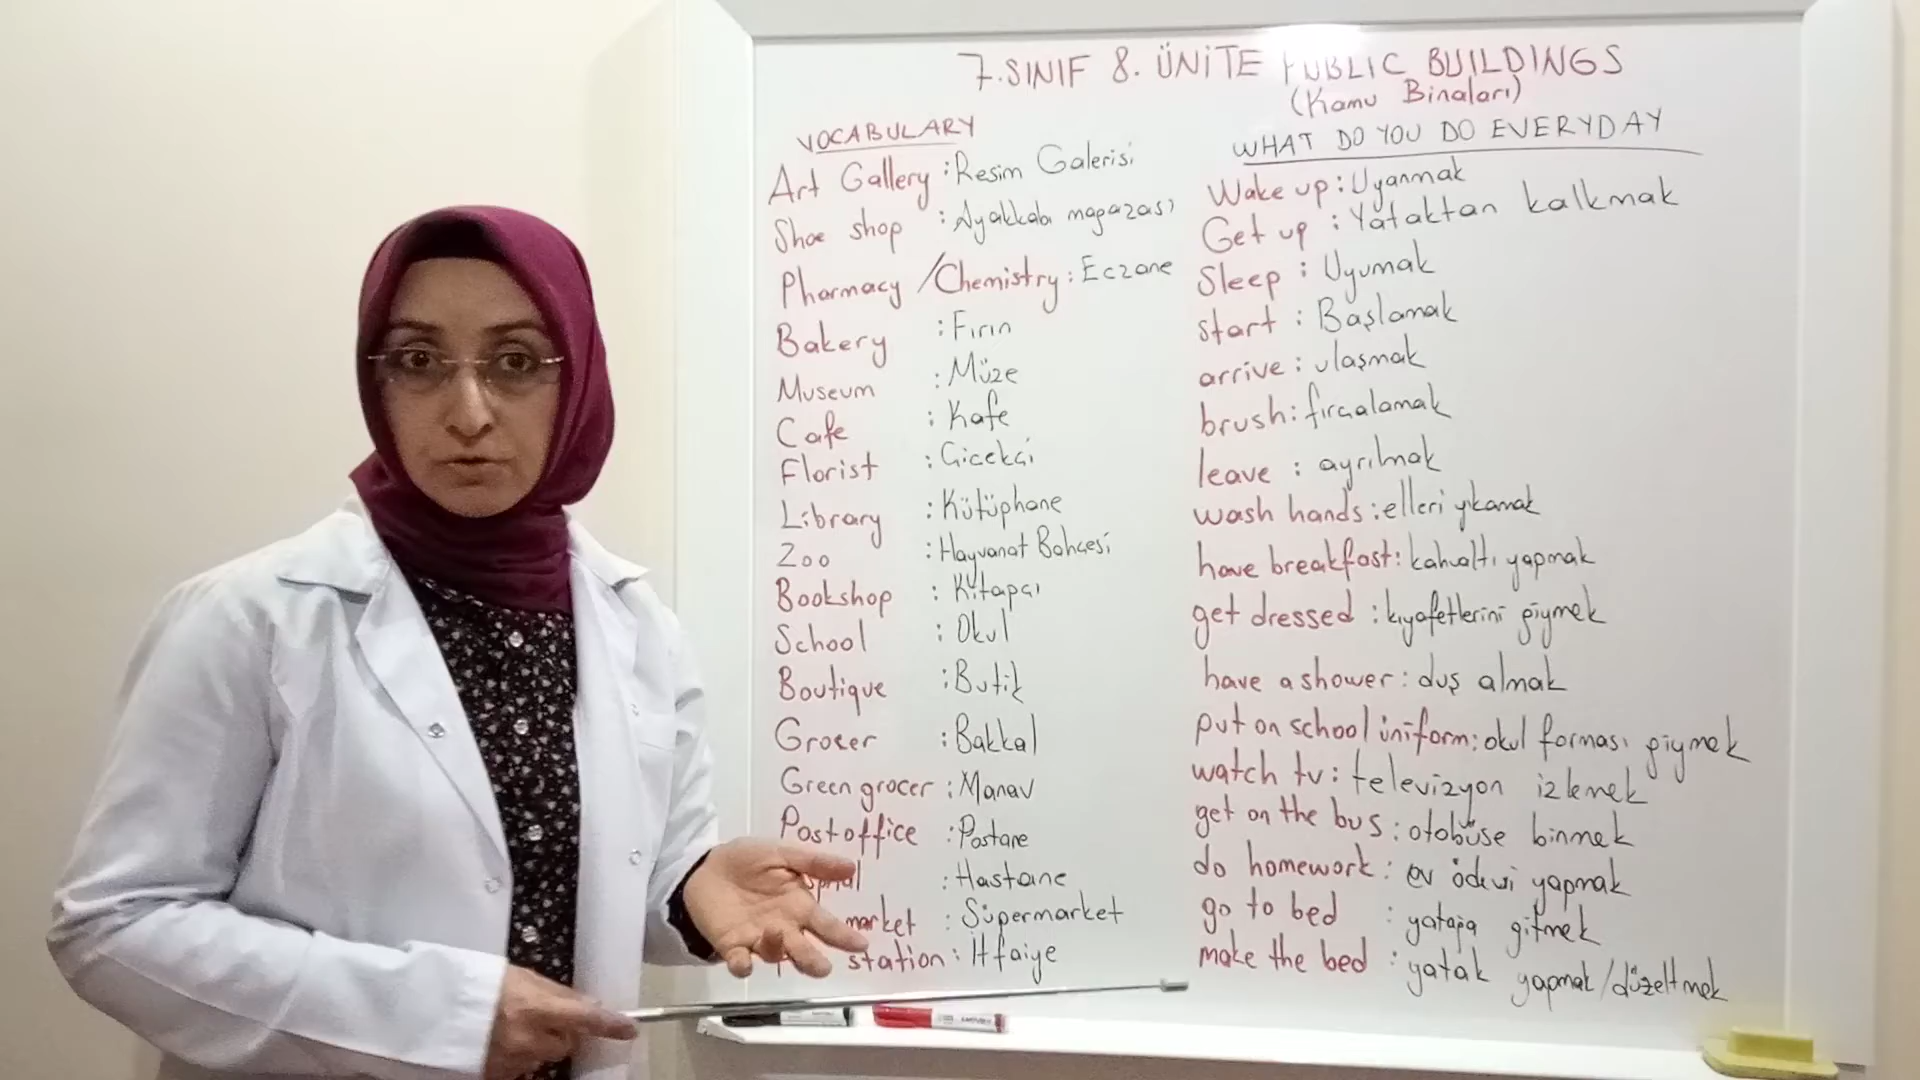 7.SINIF 8. ÜNİTE PUBLIC BUILDINGS
(Kamu Binaları)
VOCABULARY
Art Gallery : Resim Galerisi
Shoe shop : Ayakkabı magazası
Pharmacy / Chemistry : Eczane
Bakery : Fırın
Museum : Müze
Cafe : Kafe
Florist : Çiçekçi
Library : Kütüphane
Zoo : Hayvanat Bahçesi
Bookshop : Kitapçı
School : Okul
Boutique : Butik
Grocer : Bakkal
Green grocer : Manav
Post office : Postane
: Hastane
market : Süpermarket
station : İtfaiye
WHAT DO YOU DO EVERYDAY
Wake up : Uyanmak
Get up : Yataktan kalkmak
Sleep : Uyumak
start : Başlamak
arrive : ulaşmak
brush : fırçalamak
leave : ayrılmak
wash hands : elleri yıkamak
have breakfast : kahvaltı yapmak
get dressed : kıyafetlerini giymek
have a shower : duş almak
put on school uniform : okul forması giymek
watch tv : televizyon izlemek
get on the bus : otobüse binmek
do homework : ev ödevi yapmak
go to bed : yatağa gitmek
make the bed : yatak yapmak / düzeltmek